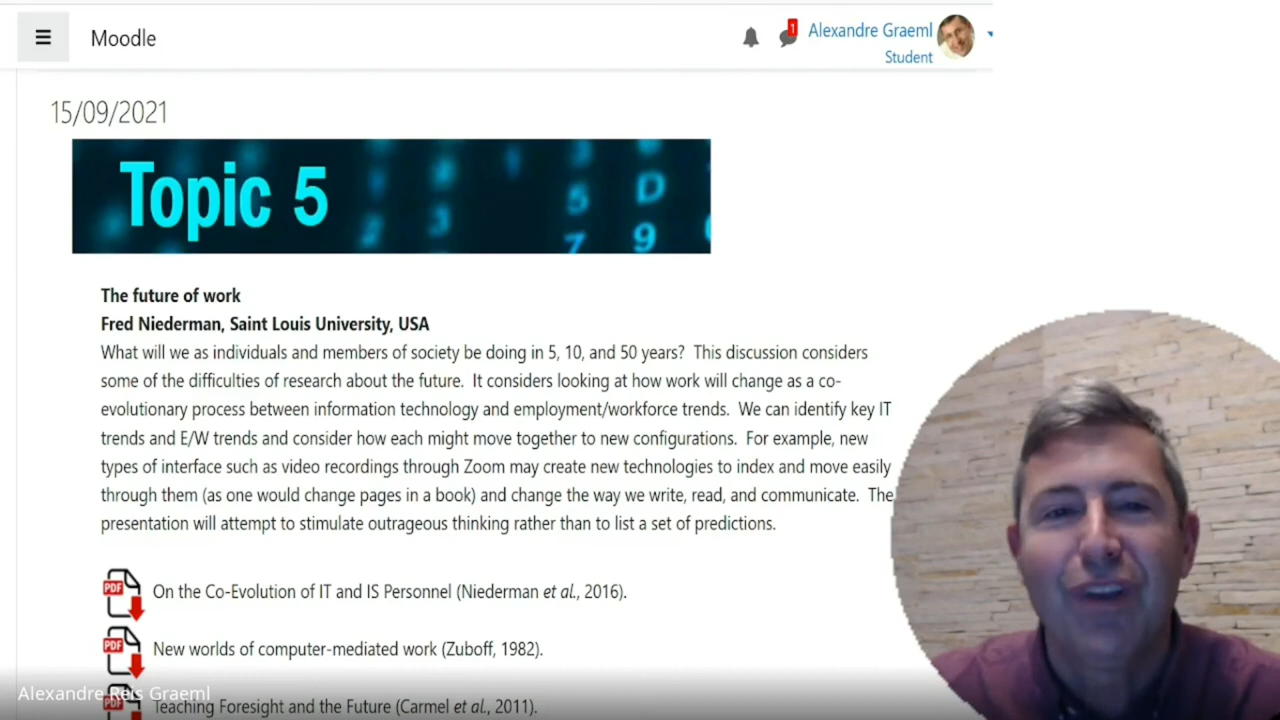 Moodle
1
Alexandre Graeml
Student
15/09/2021
Topic 5
2 3 5 7 D 9
The future of work
Fred Niederman, Saint Louis University, USA
What will we as individuals and members of society be doing in 5, 10, and 50 years? This discussion considers
some of the difficulties of research about the future. It considers looking at how work will change as a co-
evolutionary process between information technology and employment/workforce trends. We can identify key IT
trends and E/W trends and consider how each might move together to new configurations. For example, new
types of interface such as video recordings through Zoom may create new technologies to index and move easily
through them (as one would change pages in a book) and change the way we write, read, and communicate. The
presentation will attempt to stimulate outrageous thinking rather than to list a set of predictions.
PDF
On the Co-Evolution of IT and IS Personnel (Niederman et al., 2016).
PDF
New worlds of computer-mediated work (Zuboff, 1982).
Alexandre Reis Graeml
PDF
Teaching Foresight and the Future (Carmel et al., 2011).